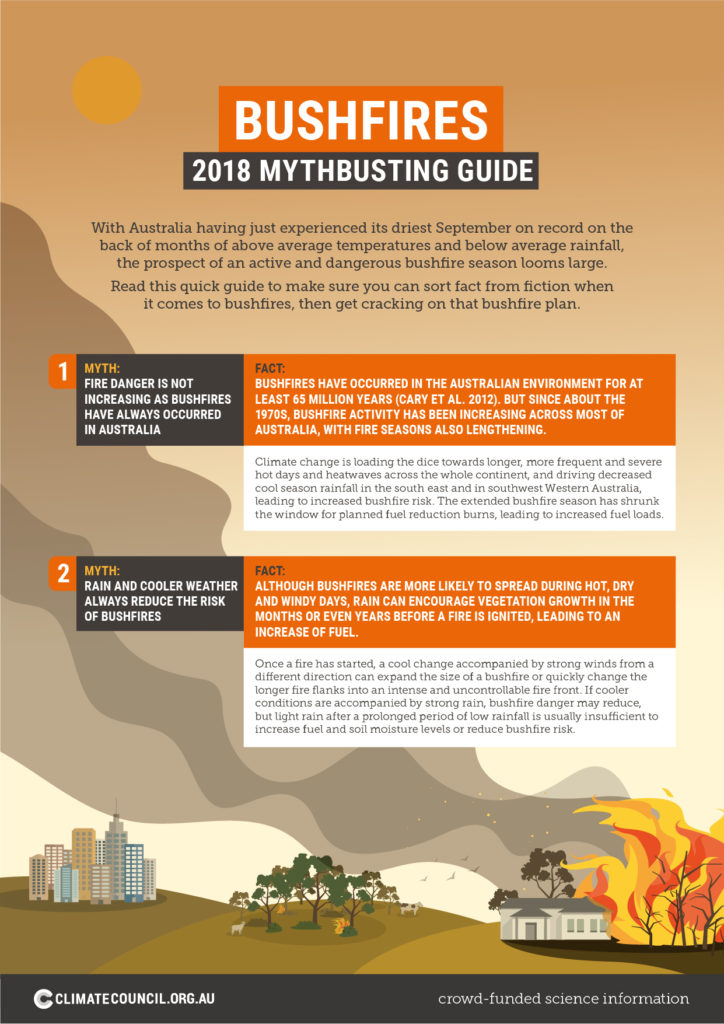 BUSHFIRES
2018 MYTHBUSTING GUIDE
With Australia having just experienced its driest September on record on the
back of months of above average temperatures and below average rainfall,
the prospect of an active and dangerous bushfire season looms large.
Read this quick guide to make sure you can sort fact from fiction when
it comes to bushfires, then get cracking on that bushfire plan.
1
MYTH:
FIRE DANGER IS NOT
INCREASING AS BUSHFIRES
HAVE ALWAYS OCCURRED
IN AUSTRALIA
FACT:
BUSHFIRES HAVE OCCURRED IN THE AUSTRALIAN ENVIRONMENT FOR AT
LEAST 65 MILLION YEARS (CARY ET AL. 2012). BUT SINCE ABOUT THE
1970S, BUSHFIRE ACTIVITY HAS BEEN INCREASING ACROSS MOST OF
AUSTRALIA, WITH FIRE SEASONS ALSO LENGTHENING.
Climate change is loading the dice towards longer, more frequent and severe
hot days and heatwaves across the whole continent, and driving decreased
cool season rainfall in the south east and in southwest Western Australia,
leading to increased bushfire risk. The extended bushfire season has shrunk
the window for planned fuel reduction burns, leading to increased fuel loads.
2
MYTH:
RAIN AND COOLER WEATHER
ALWAYS REDUCE THE RISK
OF BUSHFIRES
FACT:
ALTHOUGH BUSHFIRES ARE MORE LIKELY TO SPREAD DURING HOT, DRY
AND WINDY DAYS, RAIN CAN ENCOURAGE VEGETATION GROWTH IN THE
MONTHS OR EVEN YEARS BEFORE A FIRE IS IGNITED, LEADING TO AN
INCREASE OF FUEL.
Once a fire has started, a cool change accompanied by strong winds from a
different direction can expand the size of a bushfire or quickly change the
longer fire flanks into an intense and uncontrollable fire front. If cooler
conditions are accompanied by strong rain, bushfire danger may reduce,
but light rain after a prolonged period of low rainfall is usually insufficient to
increase fuel and soil moisture levels or reduce bushfire risk.
CLIMATECOUNCIL.ORG.AU
crowd-funded science information